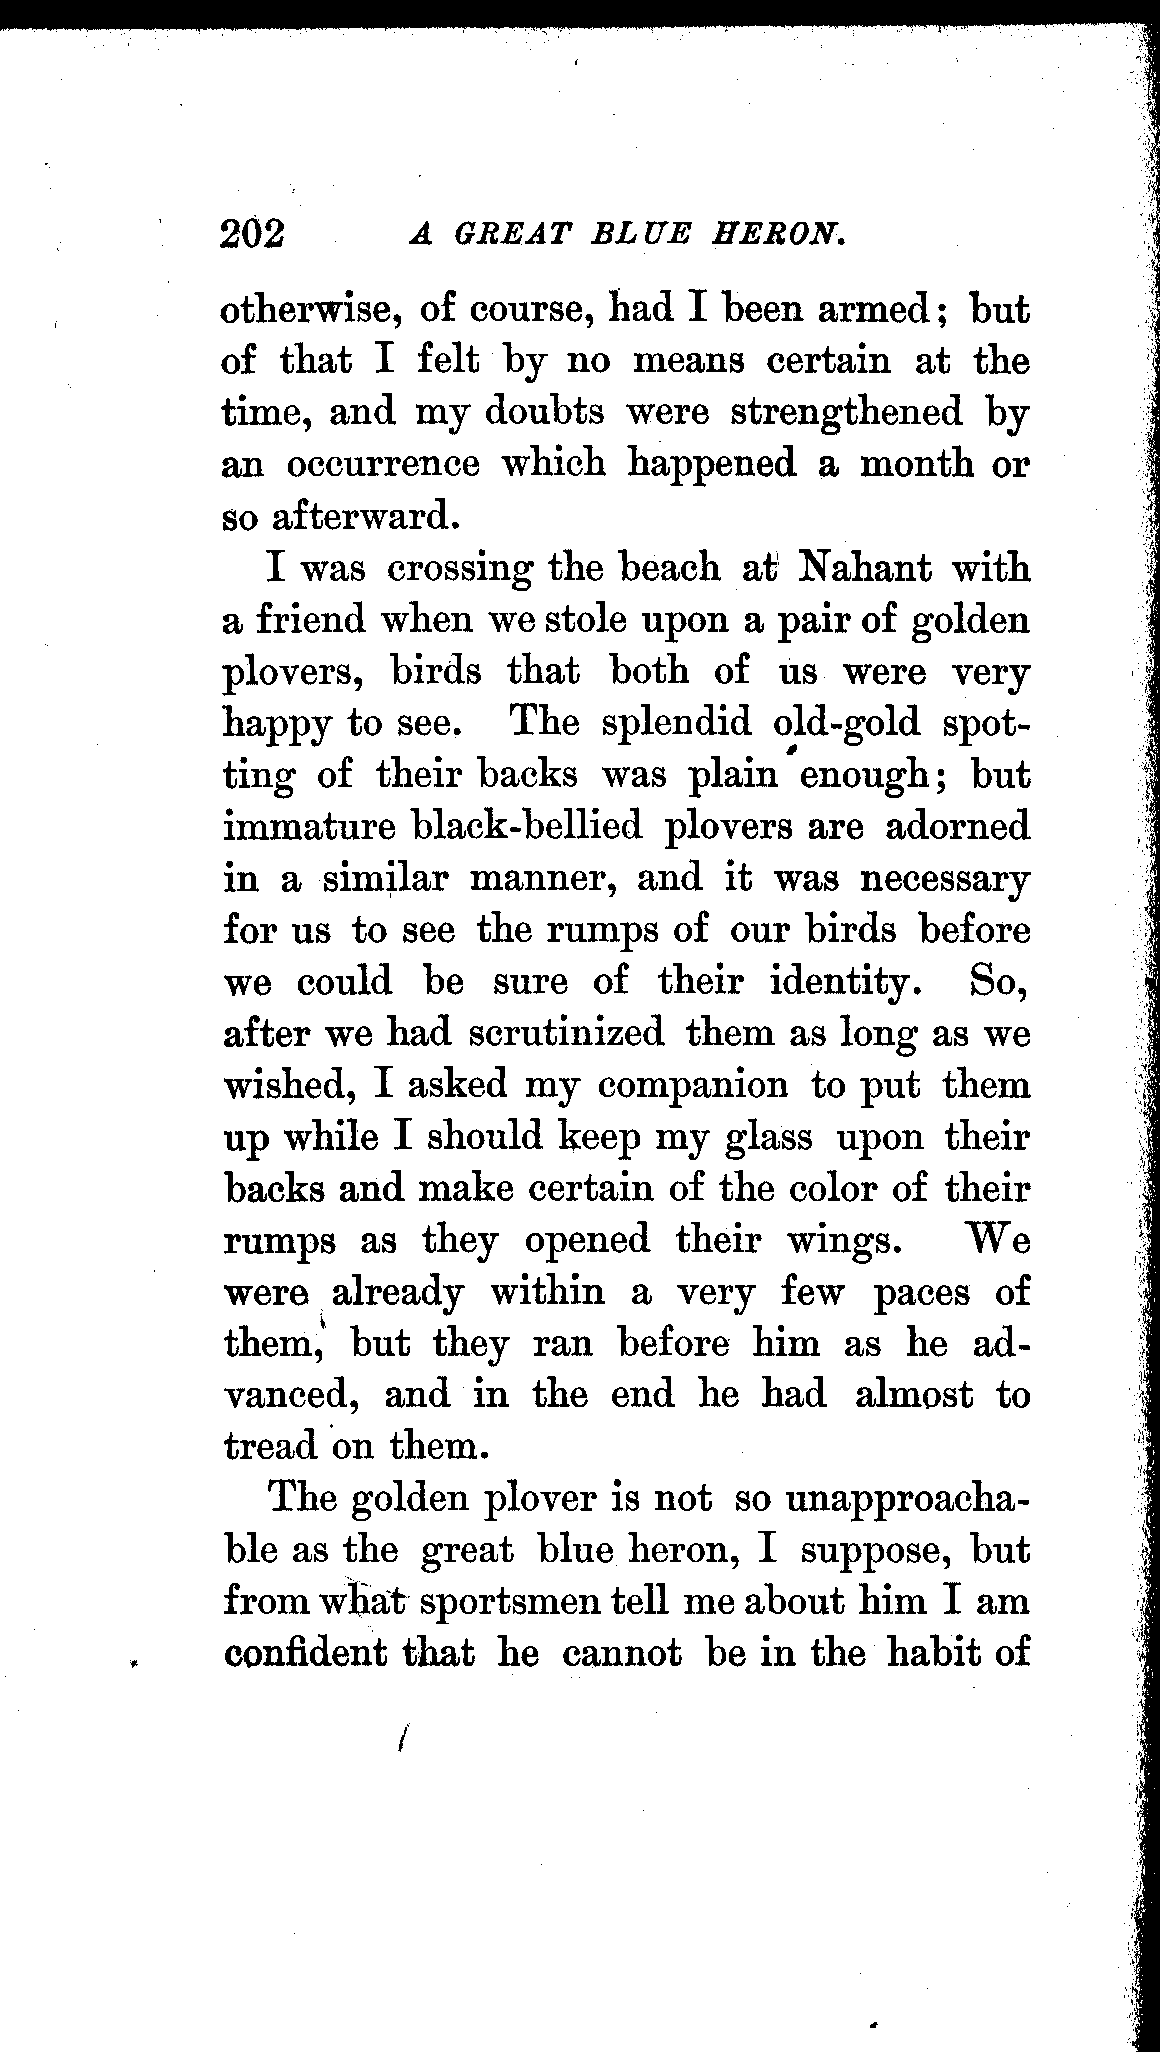 202 A GREAT BLUE HERON.
otherwise, of course, had I been armed; but
of that I felt by no means certain at the
time, and my doubts were strengthened by
an occurrence which happened a month or
so afterward.
I was crossing the beach at Nahant with
a friend when we stole upon a pair of golden
plovers, birds that both of us were very
happy to see. The splendid old-gold spot-
ting of their backs was plain enough; but
immature black-bellied plovers are adorned
in a similar manner, and it was necessary
for us to see the rumps of our birds before
we could be sure of their identity. So,
after we had scrutinized them as long as we
wished, I asked my companion to put them
up while I should keep my glass upon their
backs and make certain of the color of their
rumps as they opened their wings. We
were already within a very few paces of
them, but they ran before him as he ad-
vanced, and in the end he had almost to
tread on them.
The golden plover is not so unapproacha-
ble as the great blue heron, I suppose, but
from what sportsmen tell me about him I am
confident that he cannot be in the habit of